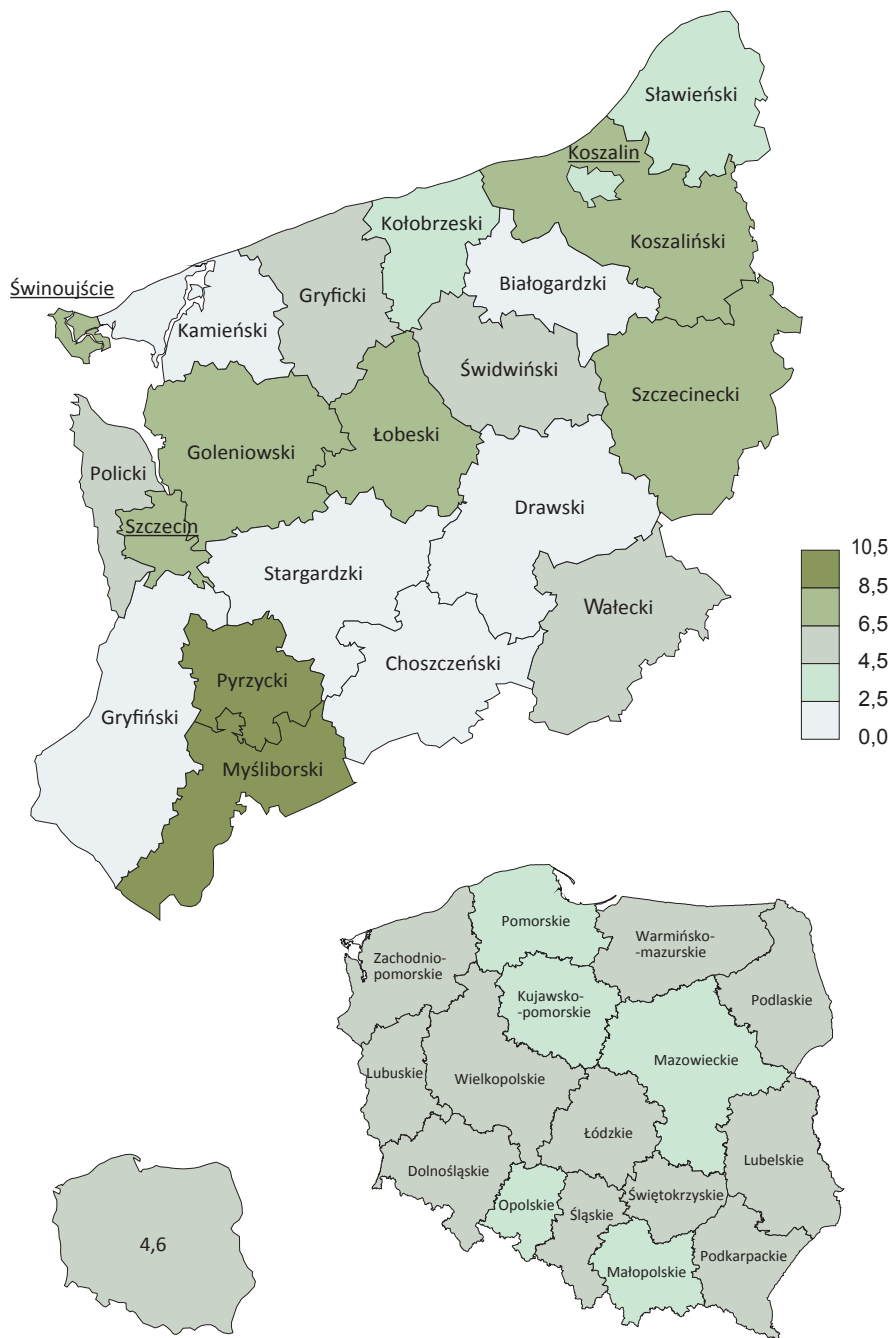 Sławieński
Koszalin
Kołobrzeski
Koszaliński
Białogardzki
Świnoujście
Gryficki
Kamieński
Świdwiński
Szczecinecki
Łobeski
Goleniowski
Policki
Drawski
Szczecin
Stargardzki
Wałecki
Choszczeński
Pyrzycki
Gryfiński
Myśliborski
10,5
8,5
6,5
4,5
2,5
0,0
Pomorskie
Warmińsko-
-mazurskie
Zachodnio-
pomorskie
Kujawsko-
-pomorskie
Podlaskie
Mazowieckie
Lubuskie
Wielkopolskie
Łódzkie
Lubelskie
Dolnośląskie
Opolskie
Śląskie
Świętokrzyskie
Podkarpackie
Małopolskie
4,6